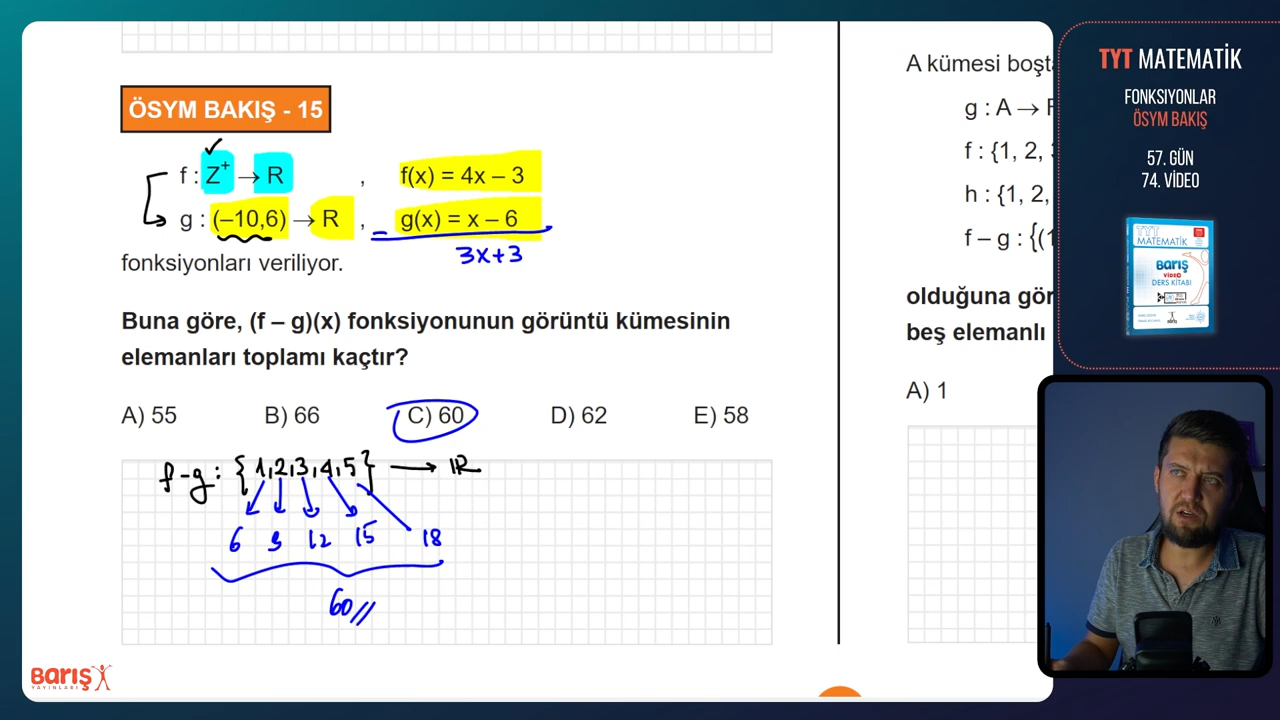 ÖSYM BAKIŞ - 15
f : Z⁺ → R , f(x) = 4x – 3
g : (–10,6) → R , g(x) = x – 6
– 3x+3
fonksiyonları veriliyor.
Buna göre, (f – g)(x) fonksiyonunun görüntü kümesinin
elemanları toplamı kaçtır?
A) 55 B) 66 C) 60 D) 62 E) 58
f-g : {1,2,3,4,5} → IR
6 9 12 15 18
60//
BARIŞ
YAYINLARI
A kümesi boşt
g : A →
f : {1, 2,
h : {1, 2,
f – g : {(
olduğuna gör
beş elemanlı
A) 1
TYT MATEMATİK
FONKSIYONLAR
ÖSYM BAKIŞ
57. GÜN
74. VİDEO
TYT
MATEMATİK
BARIŞ
VİDEO
DERS KİTABI